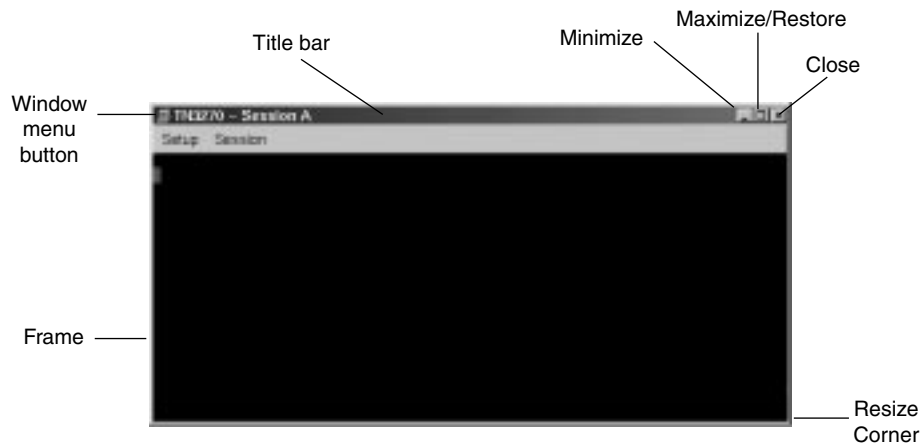 Maximize/Restore
Title bar
Minimize
Close
Window
menu
button
TN3270 – Session A
Setup Session
Frame
Resize
Corner